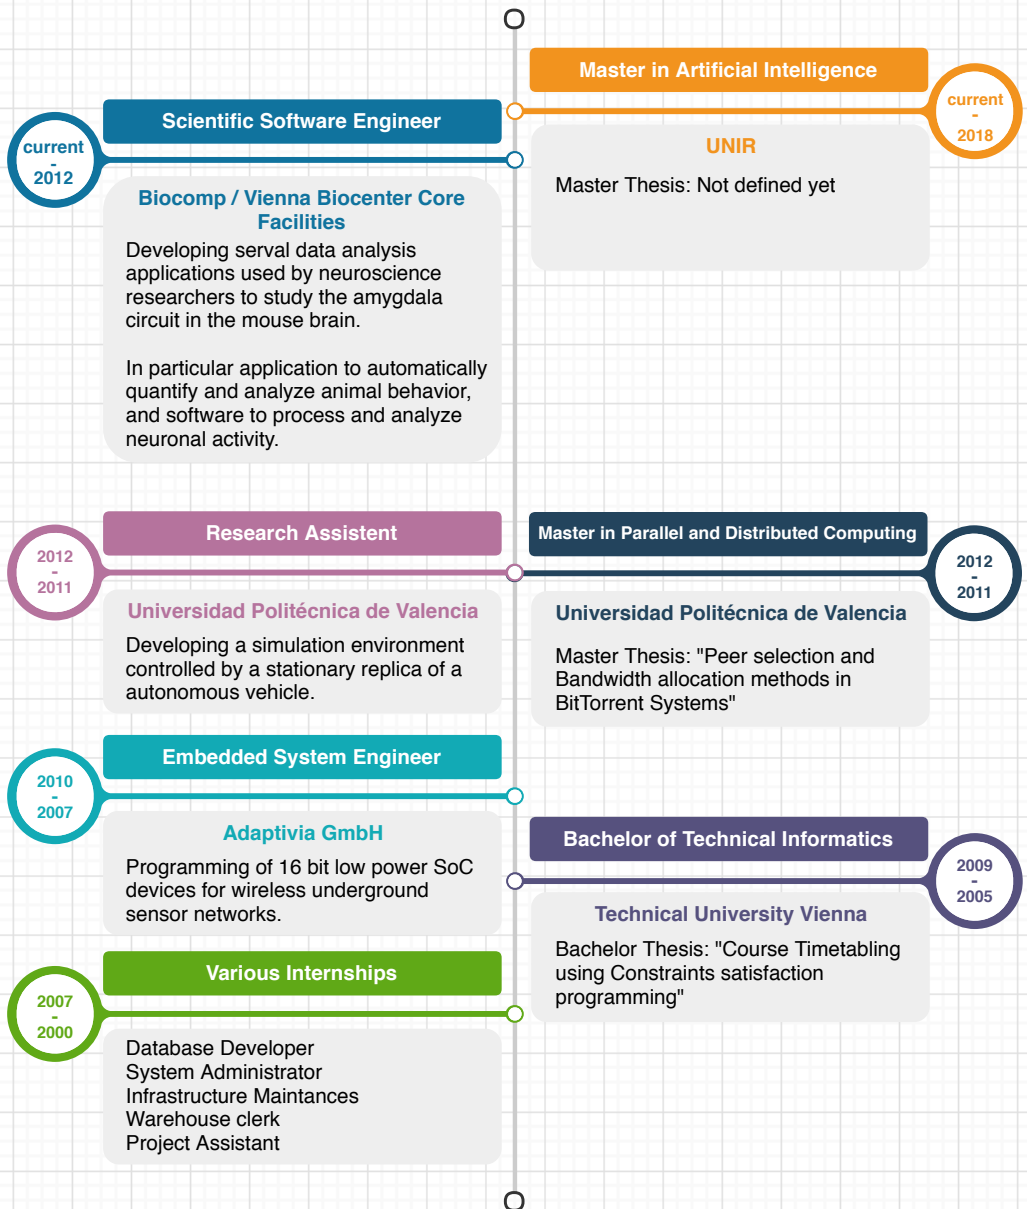 Master in Artificial Intelligence
current
-
2018
UNIR
Master Thesis: Not defined yet
Scientific Software Engineer
current
-
2012
Biocomp / Vienna Biocenter Core
Facilities
Developing serval data analysis
applications used by neuroscience
researchers to study the amygdala
circuit in the mouse brain.
In particular application to automatically
quantify and analyze animal behavior,
and software to process and analyze
neuronal activity.
Research Assistent
2012
-
2011
Universidad Politécnica de Valencia
Developing a simulation environment
controlled by a stationary replica of a
autonomous vehicle.
Master in Parallel and Distributed Computing
2012
-
2011
Universidad Politécnica de Valencia
Master Thesis: "Peer selection and
Bandwidth allocation methods in
BitTorrent Systems"
Embedded System Engineer
2010
-
2007
Adaptivia GmbH
Programming of 16 bit low power SoC
devices for wireless underground
sensor networks.
Bachelor of Technical Informatics
2009
-
2005
Technical University Vienna
Bachelor Thesis: "Course Timetabling
using Constraints satisfaction
programming"
Various Internships
2007
-
2000
Database Developer
System Administrator
Infrastructure Maintances
Warehouse clerk
Project Assistant